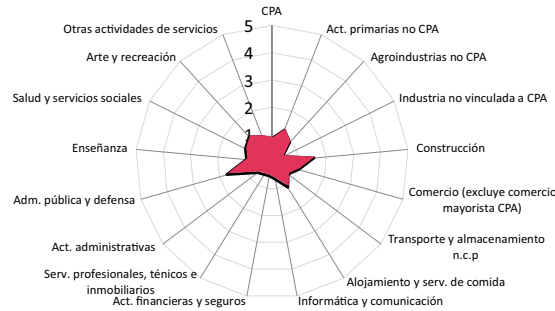 CPA
5
4
3
2
1
Act. primarias no CPA
Agroindustrias no CPA
Industria no vinculada a CPA
Construcción
Comercio (excluye comercio
mayorista CPA)
Transporte y almacenamiento
n.c.p
Alojamiento y serv. de comida
Informática y comunicación
Act. financieras y seguros
Serv. profesionales, ténicos e
inmobiliarios
Act. administrativas
Adm. pública y defensa
Enseñanza
Salud y servicios sociales
Arte y recreación
Otras actividades de servicios